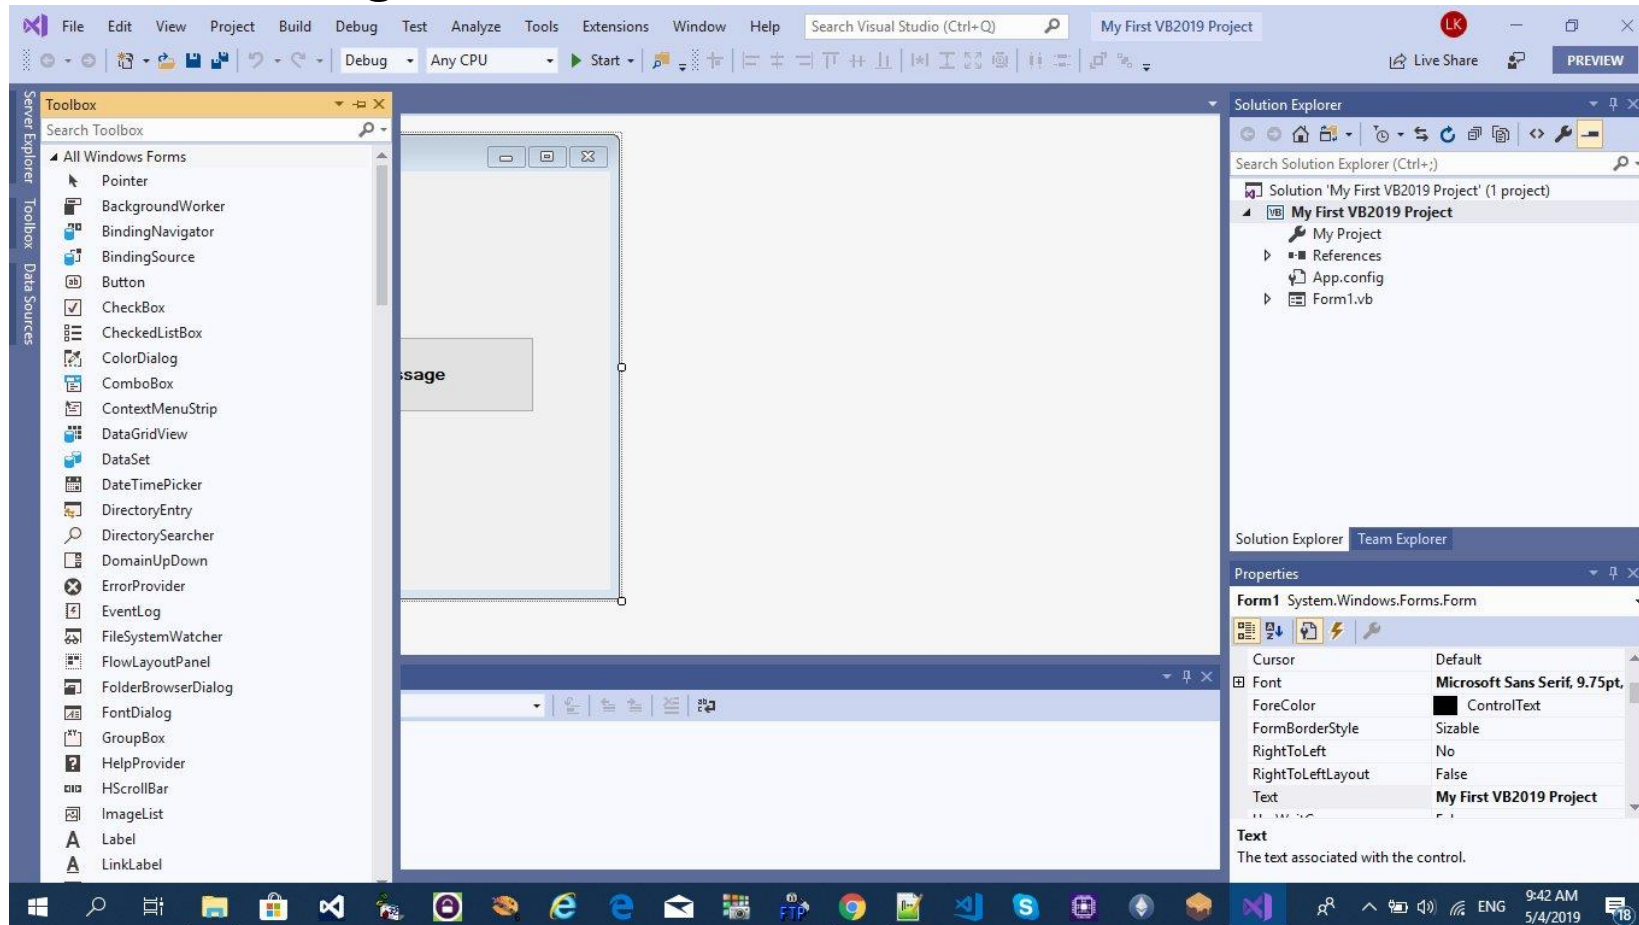 File Edit View Project Build Debug Test Analyze Tools Extensions Window Help Search Visual Studio (Ctrl+Q) My First VB2019 Project LK
Debug Any CPU Start Live Share PREVIEW
Server Explorer
Toolbox
Data Sources
Toolbox
Search Toolbox
All Windows Forms
Pointer
BackgroundWorker
BindingNavigator
BindingSource
Button
CheckBox
CheckedListBox
ColorDialog
ComboBox
ContextMenuStrip
DataGridView
DataSet
DateTimePicker
DirectoryEntry
DirectorySearcher
DomainUpDown
ErrorProvider
EventLog
FileSystemWatcher
FlowLayoutPanel
FolderBrowserDialog
FontDialog
GroupBox
HelpProvider
HScrollBar
ImageList
Label
LinkLabel
ssage
Solution Explorer
Search Solution Explorer (Ctrl+;)
Solution 'My First VB2019 Project' (1 project)
VB My First VB2019 Project
My Project
References
App.config
Form1.vb
Solution Explorer Team Explorer
Properties
Form1 System.Windows.Forms.Form
Cursor Default
Font Microsoft Sans Serif, 9.75pt,
ForeColor ControlText
FormBorderStyle Sizable
RightToLeft No
RightToLeftLayout False
Text My First VB2019 Project
Text
The text associated with the control.
FTP
ENG
9:42 AM
5/4/2019
18